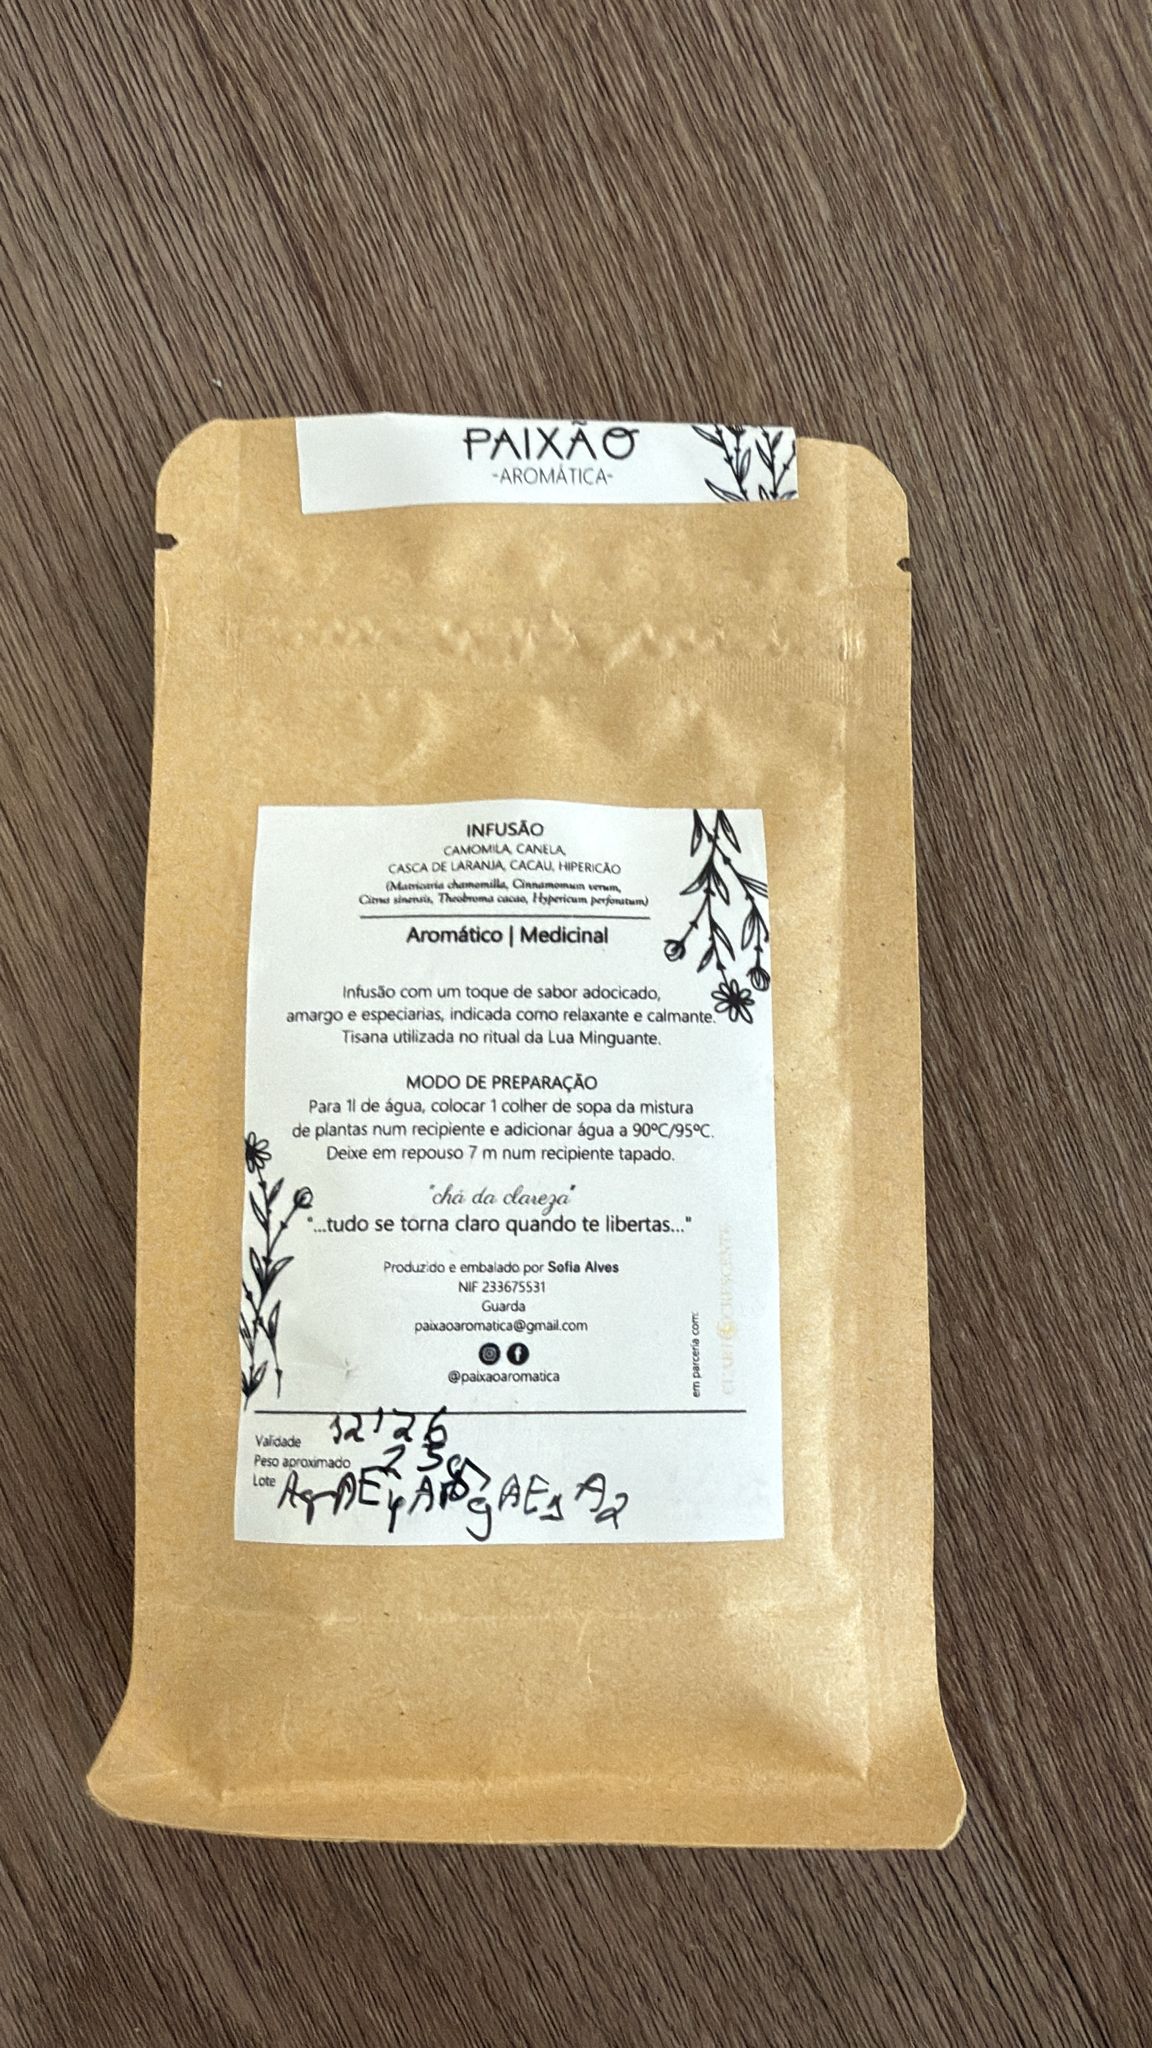 PAIXÃO
-AROMÁTICA-
INFUSÃO
CAMOMILA, CANELA,
CASCA DE LARANJA, CACAU, HIPERICÃO
(Matricaria chamomilla, Cinnamomum verum,
Citrus sinensis, Theobroma cacao, Hypericum perforatum)
Aromático | Medicinal
Infusão com um toque de sabor adocicado,
amargo e especiarias, indicada como relaxante e calmante.
Tisana utilizada no ritual da Lua Minguante.
MODO DE PREPARAÇÃO
Para 1l de água, colocar 1 colher de sopa da mistura
de plantas num recipiente e adicionar água a 90ºC/95ºC.
Deixe em repouso 7 m num recipiente tapado.
"chá da clareza"
"...tudo se torna claro quando te libertas..."
Produzido e embalado por Sofia Alves
NIF 233675531
Guarda
paixaoaromatica@gmail.com
@paixaoaromatica
em parceria com:
Validade 12'26
Peso aproximado 25g
Lote